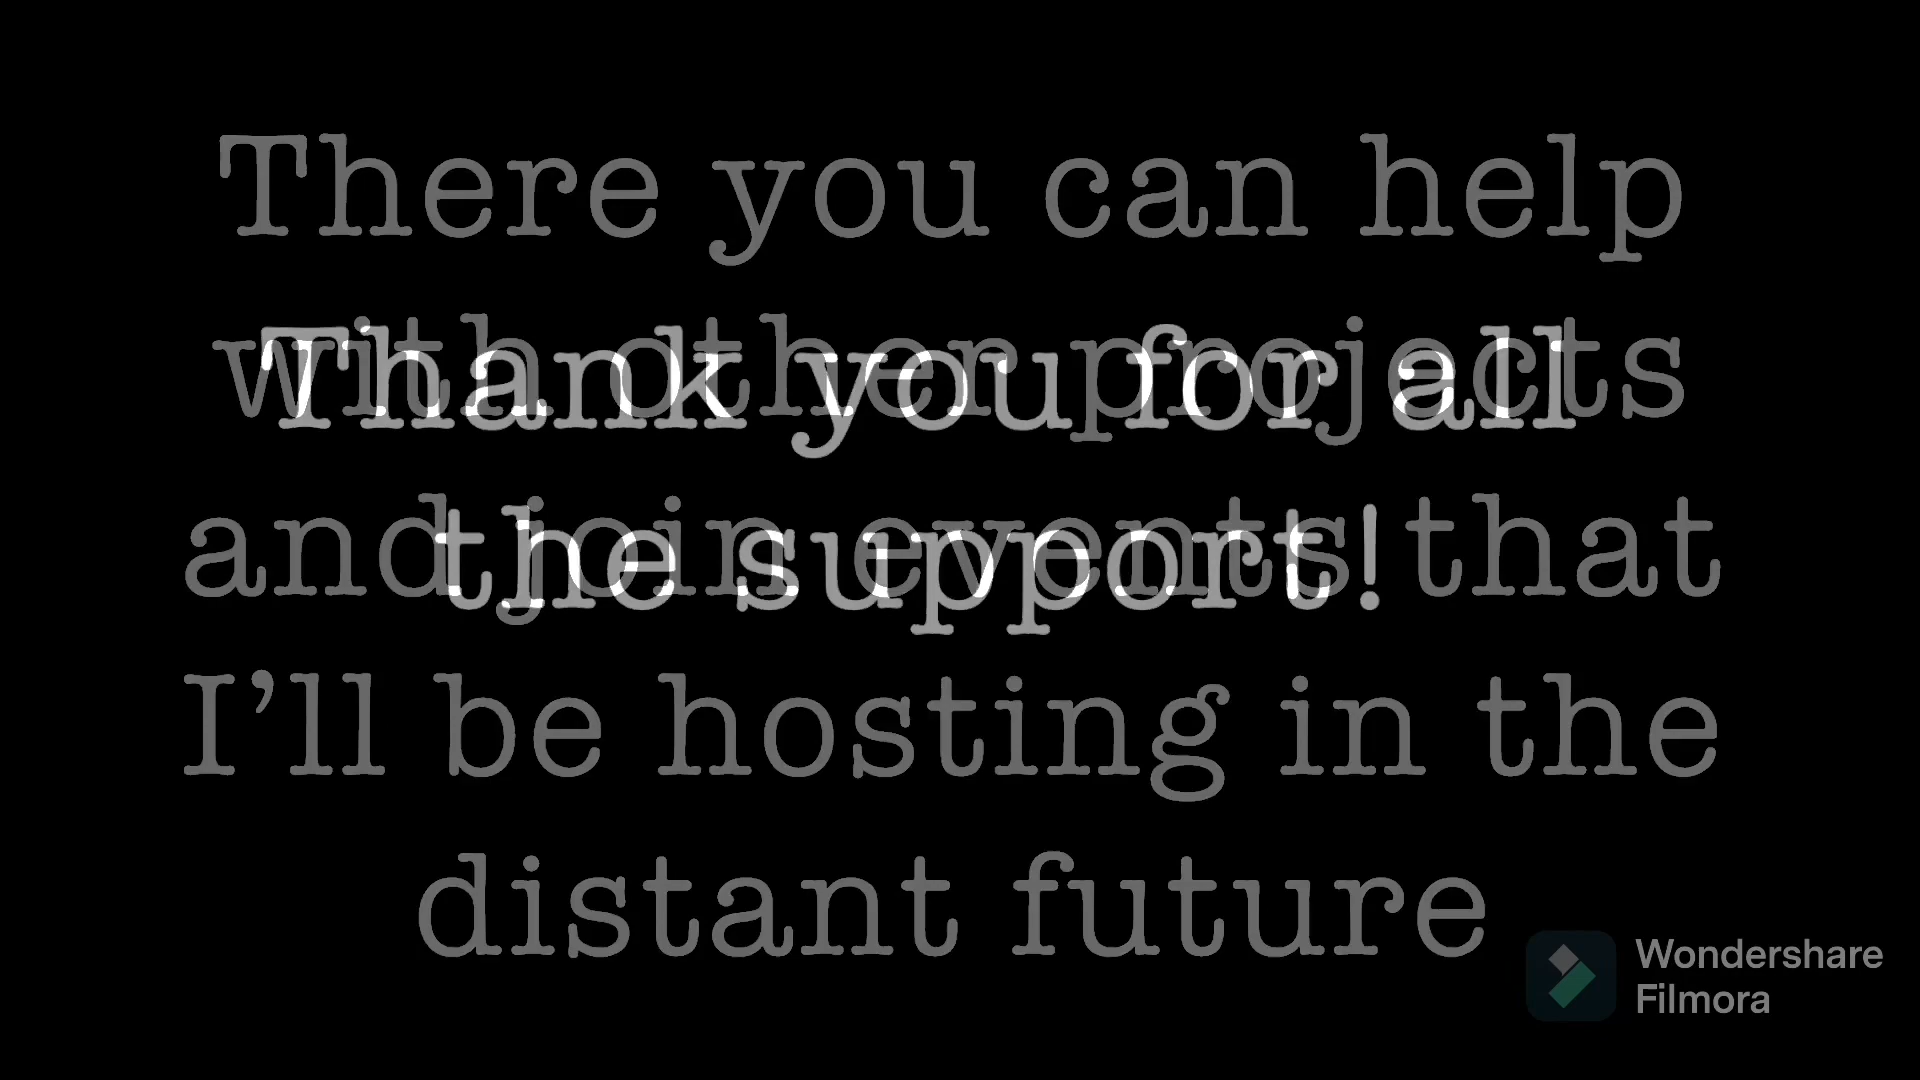 There you can help
with other projects
and join events that
I’ll be hosting in the
distant future
Thank you for all
the support!
Wondershare
Filmora